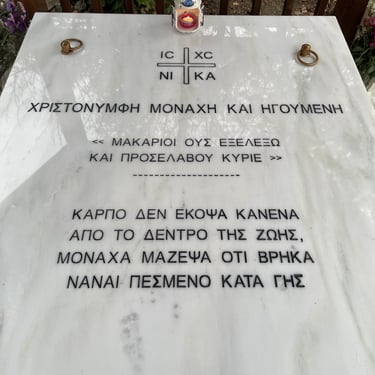 IC XC
NI KA
ΧΡΙΣΤΟΝΥΜΦΗ ΜΟΝΑΧΗ ΚΑΙ ΗΓΟΥΜΕΝΗ
<< ΜΑΚΑΡΙΟΙ ΟΥΣ ΕΞΕΛΕΞΩ
ΚΑΙ ΠΡΟΣΕΛΑΒΟΥ ΚΥΡΙΕ >>
--------------------
ΚΑΡΠΟ ΔΕΝ ΕΚΟΨΑ ΚΑΝΕΝΑ
ΑΠΟ ΤΟ ΔΕΝΤΡΟ ΤΗΣ ΖΩΗΣ,
ΜΟΝΑΧΑ ΜΑΖΕΨΑ ΟΤΙ ΒΡΗΚΑ
ΝΑΝΑΙ ΠΕΣΜΕΝΟ ΚΑΤΑ ΓΗΣ